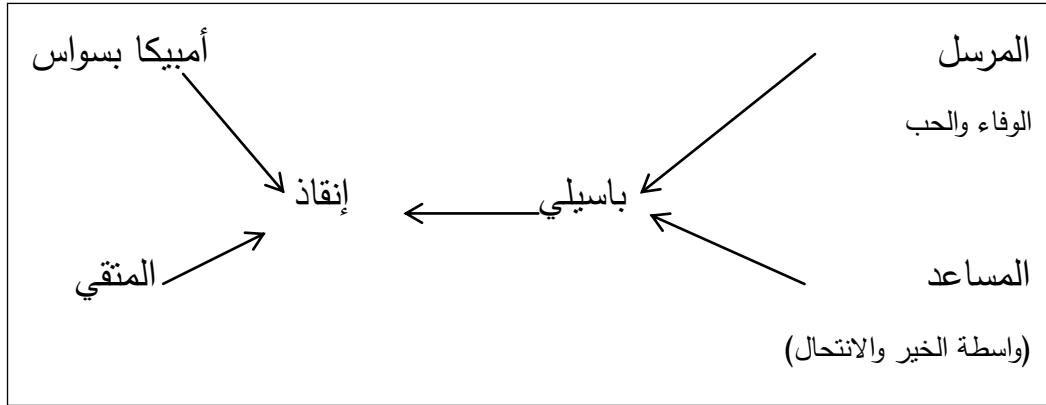 المرسل
أمبيكا بسواس
الوفاء والحب
باسيلي
إنقاذ
المساعد
المتقي
(واسطة الخير والانتحال)